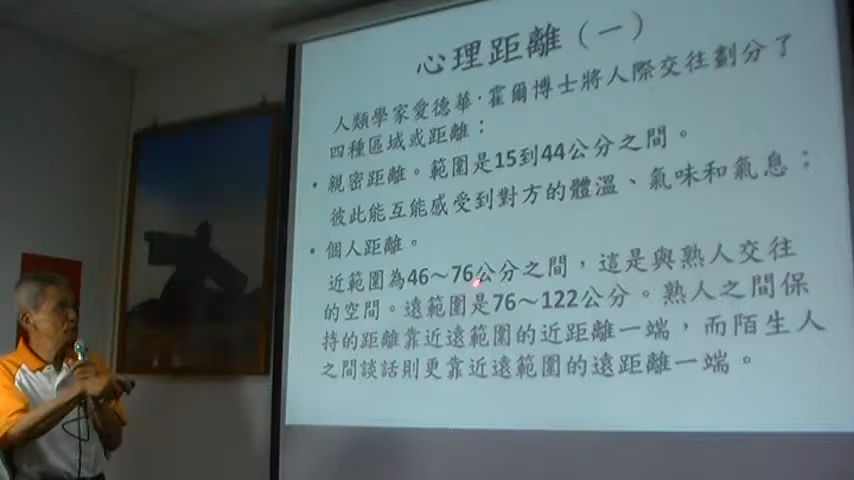 心理距離（一）
人類學家愛德華·霍爾博士將人際交往劃分了
四種區域或距離：
• 親密距離。範圍是15到44公分之間。
彼此能互能感受到對方的體溫、氣味和氣息；
• 個人距離。
近範圍為46～76公分之間，這是與熟人交往
的空間。遠範圍是76～122公分。熟人之間保
持的距離靠近遠範圍的近距離一端，而陌生人
之間談話則更靠近遠範圍的遠距離一端。